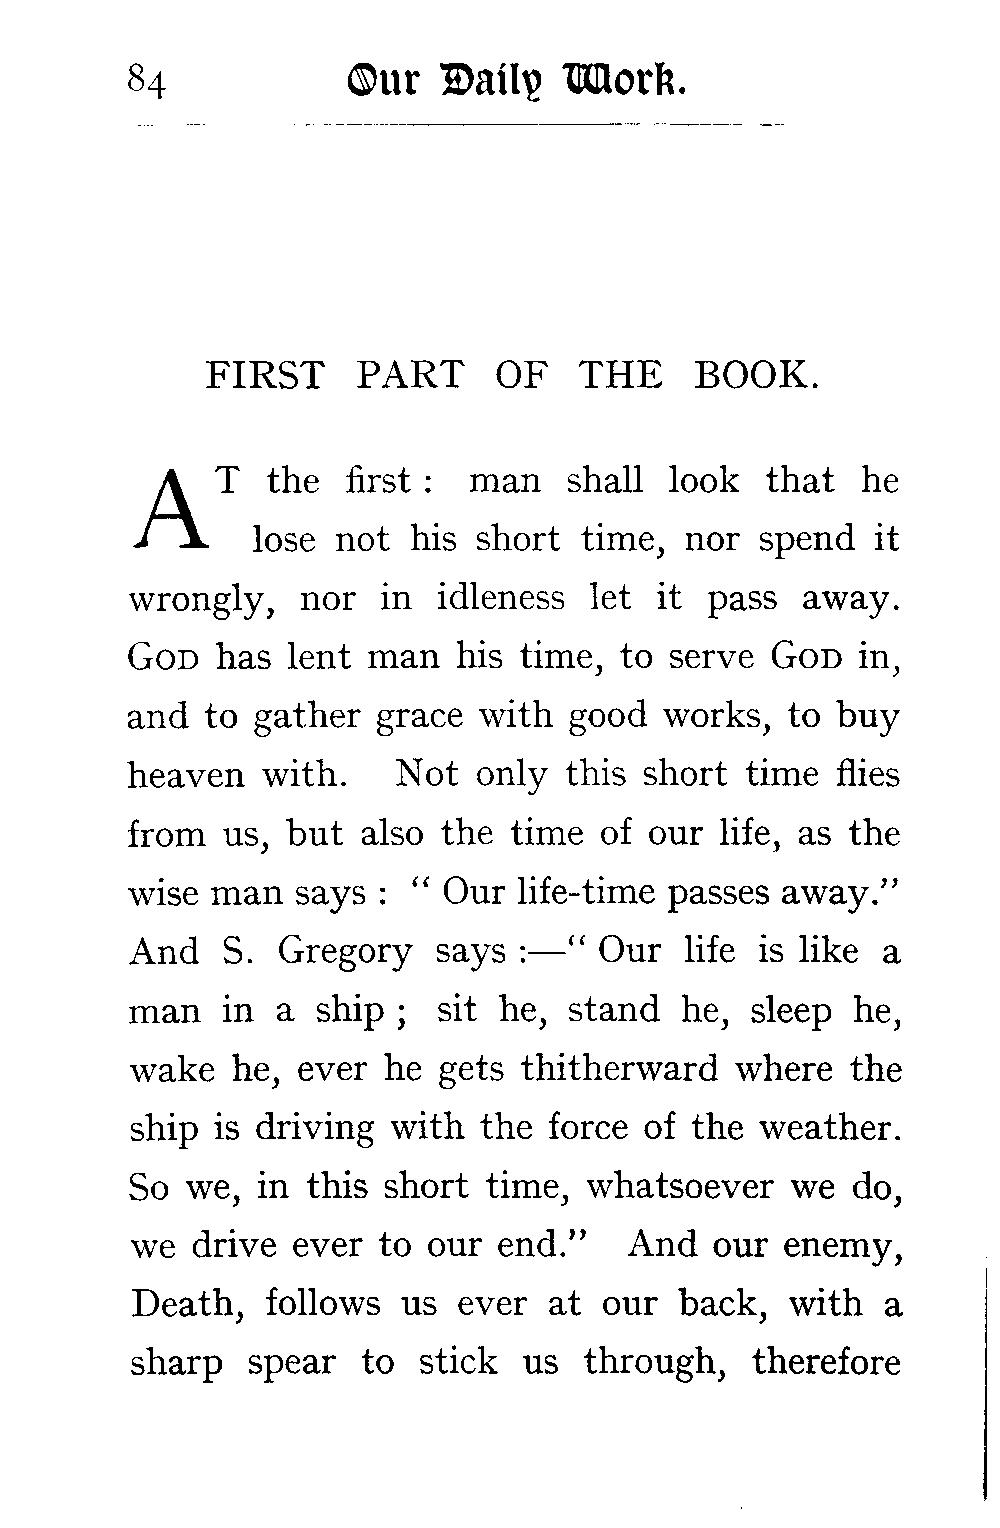 84 Our Daily Work.
FIRST PART OF THE BOOK.
AT the first : man shall look that he
lose not his short time, nor spend it
wrongly, nor in idleness let it pass away.
GOD has lent man his time, to serve GOD in,
and to gather grace with good works, to buy
heaven with. Not only this short time flies
from us, but also the time of our life, as the
wise man says : “ Our life-time passes away.”
And S. Gregory says :—“ Our life is like a
man in a ship ; sit he, stand he, sleep he,
wake he, ever he gets thitherward where the
ship is driving with the force of the weather.
So we, in this short time, whatsoever we do,
we drive ever to our end.” And our enemy,
Death, follows us ever at our back, with a
sharp spear to stick us through, therefore